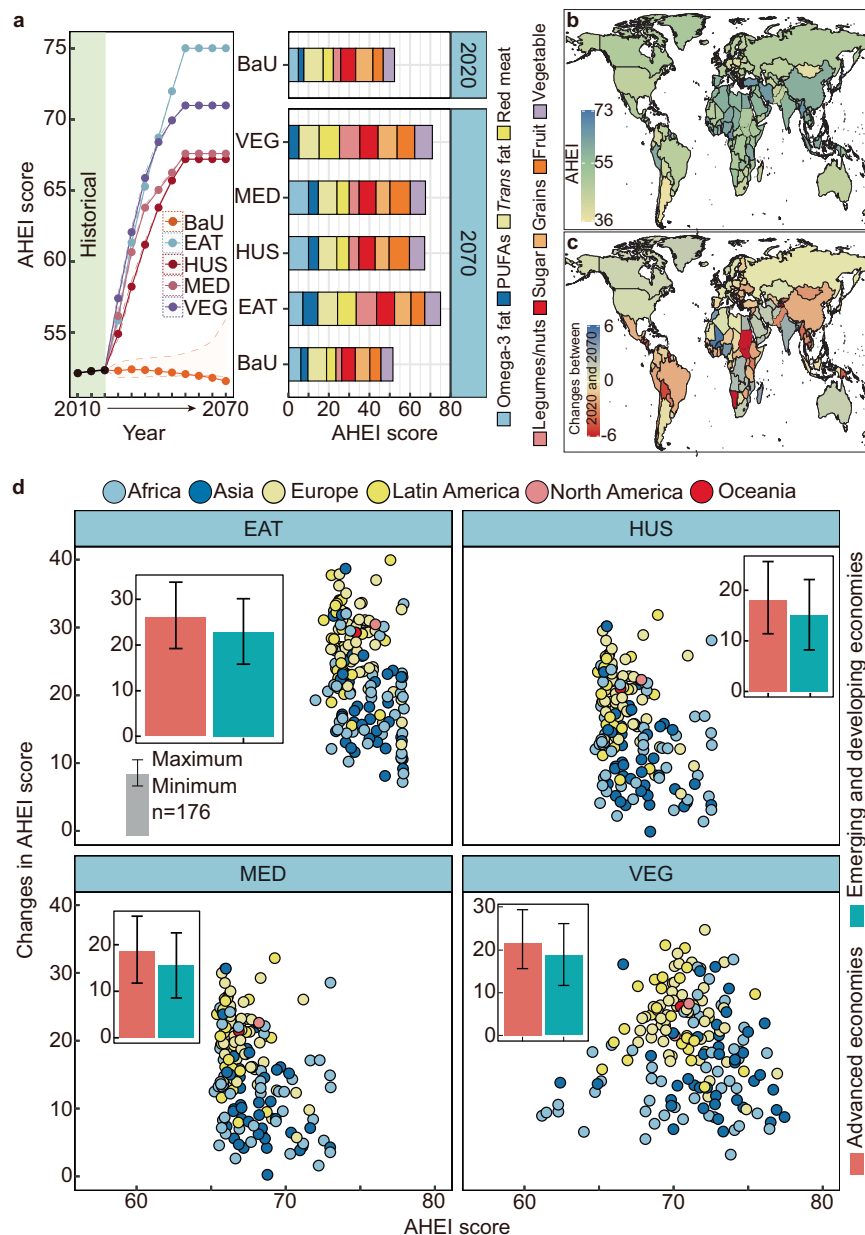 a
AHEI score
75
70
65
60
55
Historical
BaU
EAT
HUS
MED
VEG
2010
2070
Year
BaU
2020
VEG
MED
HUS
EAT
BaU
2070
0 20 40 60 80
AHEI score
Omega-3 fat
PUFAs
Trans fat
Red meat
Legumes/nuts
Sugar
Grains
Fruit
Vegetable
b
AHEI
73
55
36
c
Changes between
2020 and 2070
6
0
-6
d
Africa Asia Europe Latin America North America Oceania
EAT
HUS
Changes in AHEI score
40
30
20
10
0
30
20
10
0
Maximum
Minimum
n=176
20
10
0
MED
VEG
40
30
20
10
0
20
10
0
30
20
10
0
60 70 80
60 70 80
AHEI score
Advanced economies
Emerging and developing economies